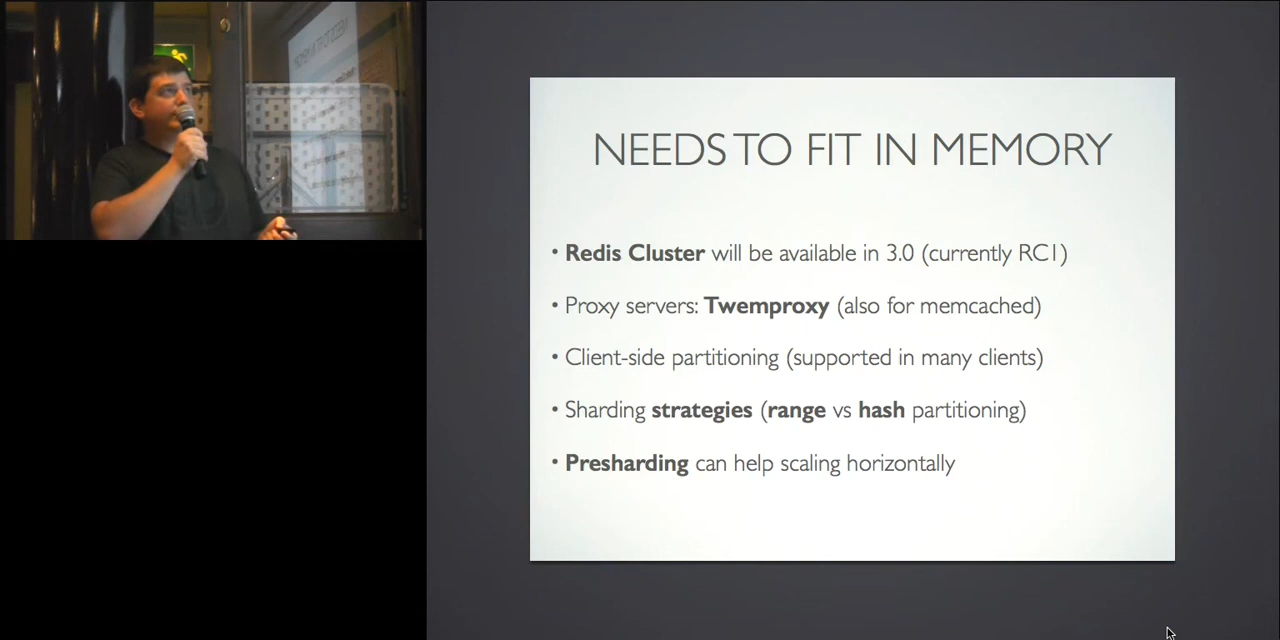 NEEDS TO FIT IN MEMORY
• Redis Cluster will be available in 3.0 (currently RC1)
• Proxy servers: Twemproxy (also for memcached)
• Client-side partitioning (supported in many clients)
• Sharding strategies (range vs hash partitioning)
• Presharding can help scaling horizontally